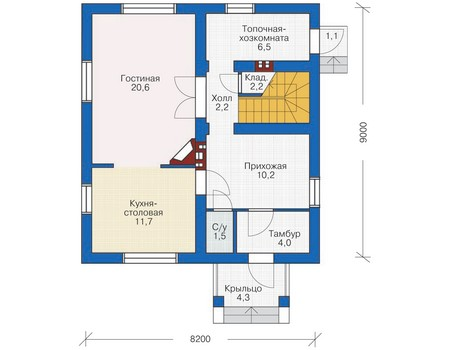 Топочная-
хозкомната
6,5
1,1
Гостиная
20,6
Клад.
2,2
Холл
2,2
9000
Прихожая
10,2
Кухня-
столовая
11,7
С/у
1,5
Тамбур
4,0
Крыльцо
4,3
8200